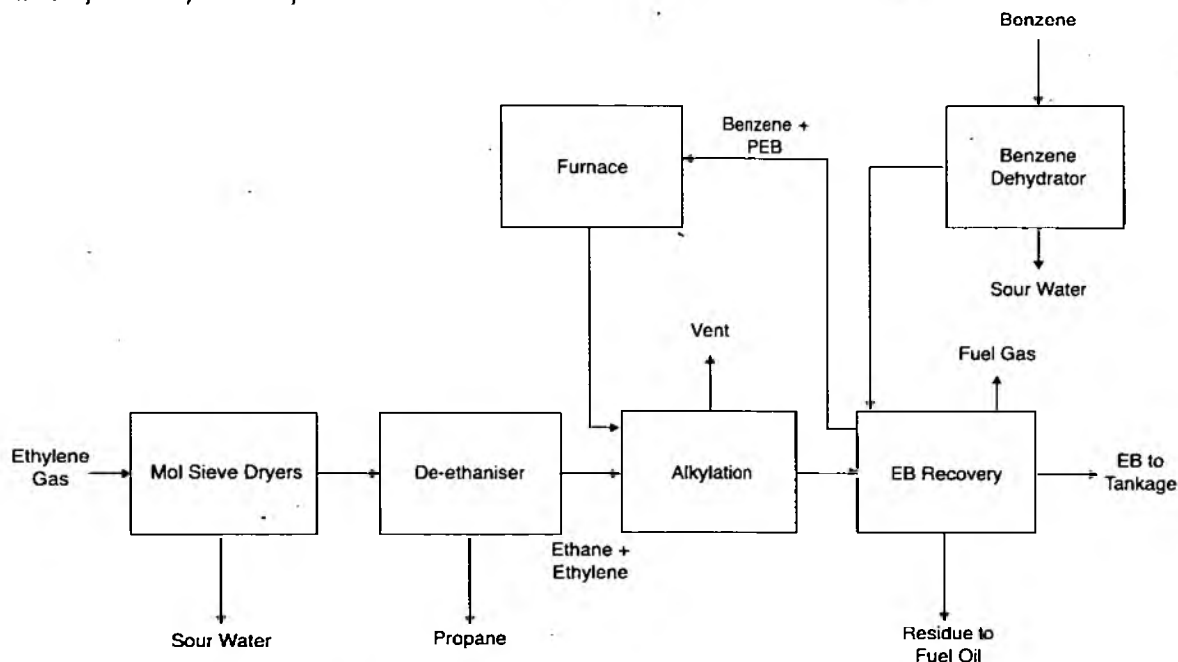 Bonzene
Furnace
Benzene +
PEB
Benzene
Dehydrator
Sour Water
Vent
Fuel Gas
Ethylene
Gas
Mol Sieve Dryers
De-ethaniser
Alkylation
EB Recovery
EB to
Tankage
Ethane +
Ethylene
Sour Water
Propane
Residue to
Fuel Oil